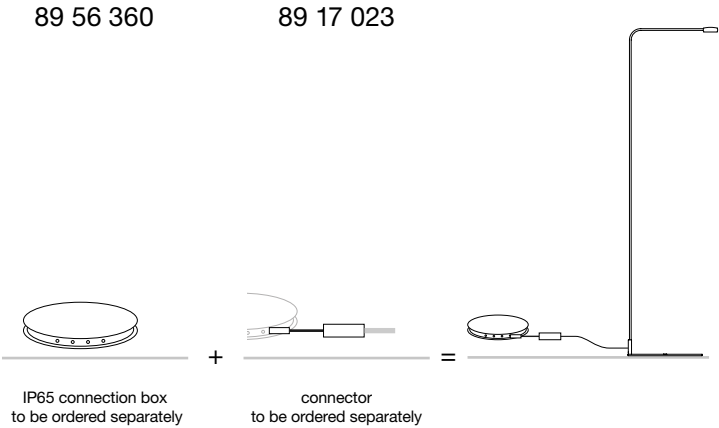 89 56 360
89 17 023
+
=
IP65 connection box
to be ordered separately
connector
to be ordered separately